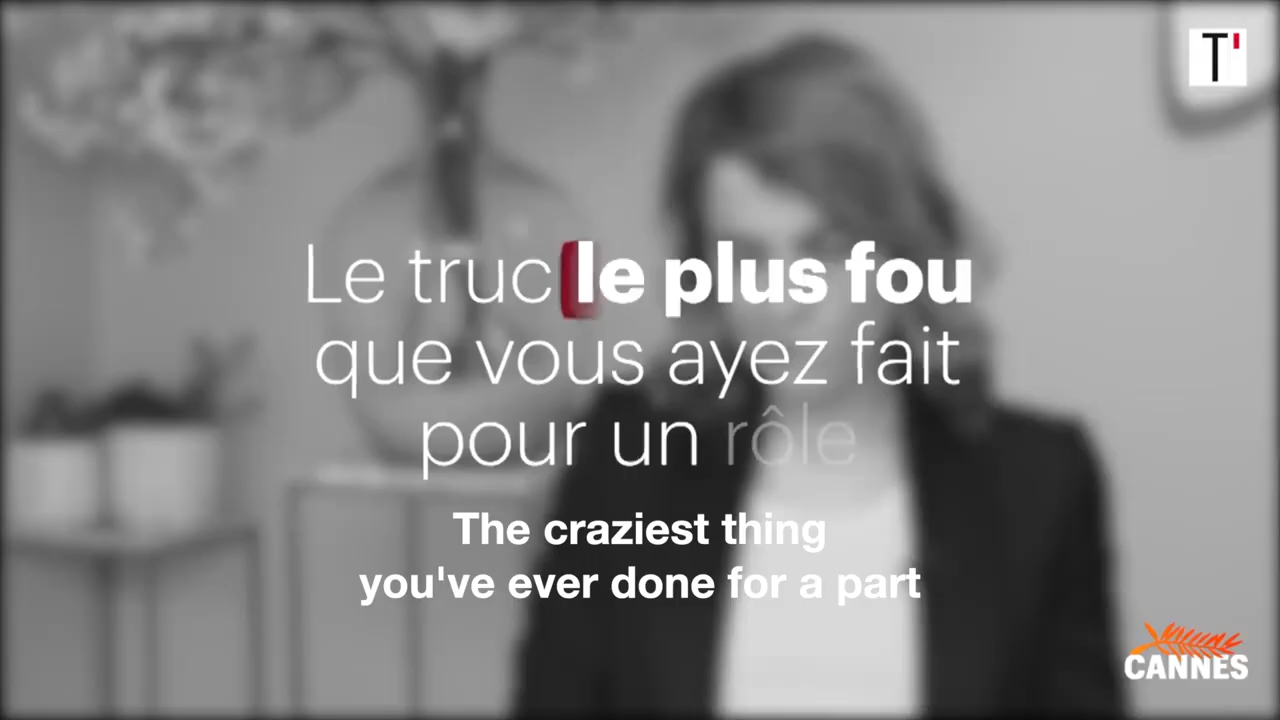 T'
Le truc le plus fou
que vous ayez fait
pour un rôle
The craziest thing
you've ever done for a part
CANNES